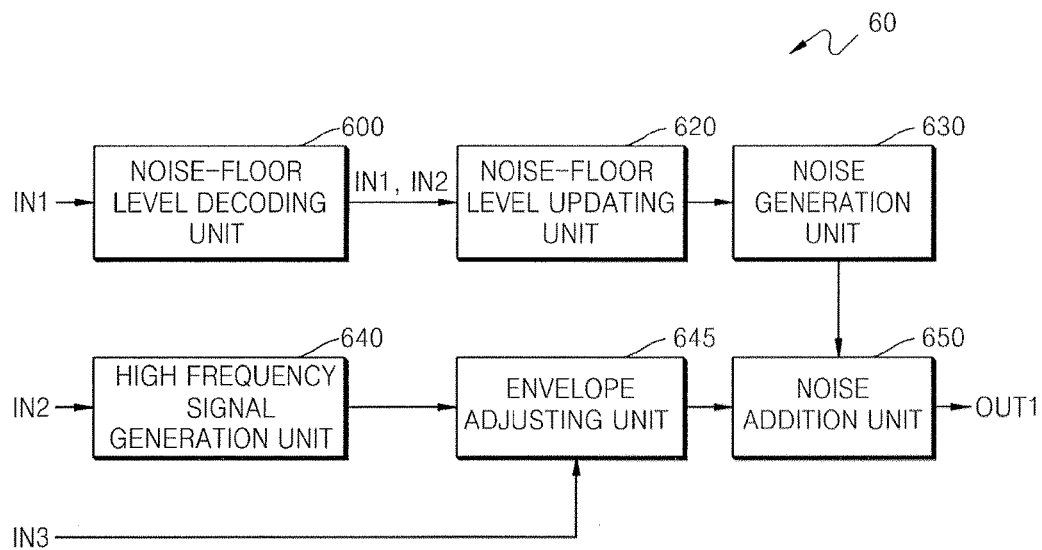 60
600
620
630
IN1
NOISE-FLOOR
LEVEL DECODING
UNIT
IN1, IN2
NOISE-FLOOR
LEVEL UPDATING
UNIT
NOISE
GENERATION
UNIT
640
645
650
IN2
HIGH FREQUENCY
SIGNAL
GENERATION UNIT
ENVELOPE
ADJUSTING UNIT
NOISE
ADDITION UNIT
OUT1
IN3